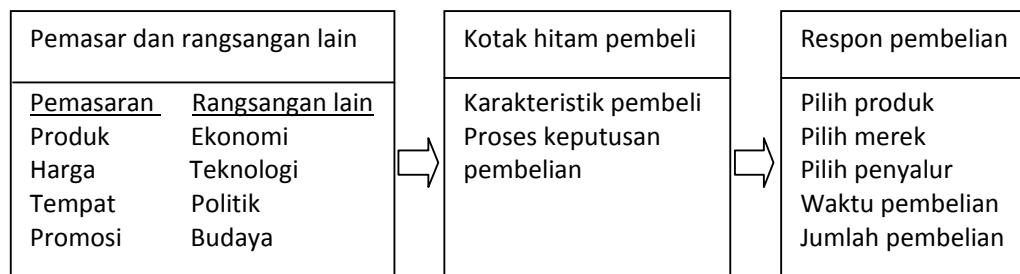 Pemasar dan rangsangan lain
Pemasaran Rangsangan lain
Produk Ekonomi
Harga Teknologi
Tempat Politik
Promosi Budaya
Kotak hitam pembeli
Karakteristik pembeli
Proses keputusan
pembelian
Respon pembelian
Pilih produk
Pilih merek
Pilih penyalur
Waktu pembelian
Jumlah pembelian